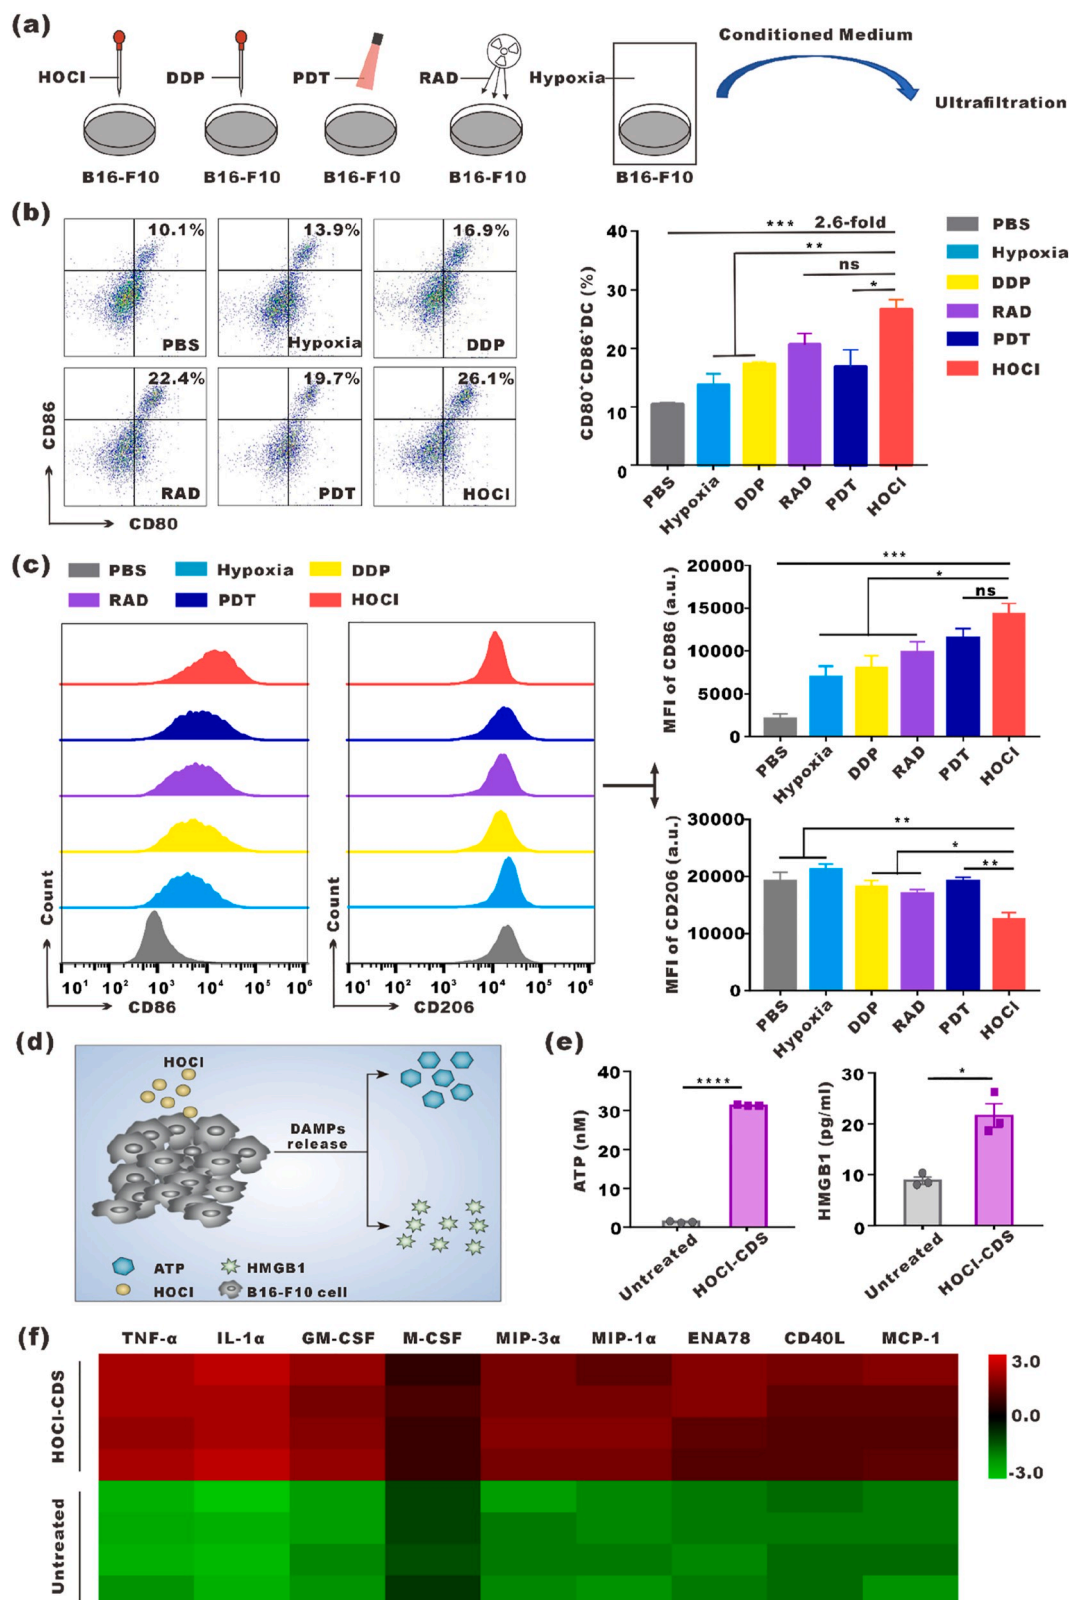 (a)
HOCl
DDP
PDT
RAD
Hypoxia
Conditioned Medium
Ultrafiltration
B16-F10
B16-F10
B16-F10
B16-F10
B16-F10
(b)
10.1%
PBS
13.9%
Hypoxia
16.9%
DDP
22.4%
RAD
19.7%
PDT
26.1%
HOCl
CD86
CD80
CD80⁺CD86⁺DC (%)
40
30
20
10
0
*** 2.6-fold
**
ns
*
PBS
Hypoxia
DDP
RAD
PDT
HOCl
PBS
Hypoxia
DDP
RAD
PDT
HOCl
(c)
PBS
Hypoxia
DDP
RAD
PDT
HOCl
Count
10¹ 10² 10³ 10⁴ 10⁵ 10⁶
CD86
Count
10¹ 10² 10³ 10⁴ 10⁵ 10⁶
CD206
MFI of CD86 (a.u.)
20000
15000
10000
5000
0
***
*
ns
PBS
Hypoxia
DDP
RAD
PDT
HOCl
MFI of CD206 (a.u.)
30000
20000
10000
0
**
*
**
PBS
Hypoxia
DDP
RAD
PDT
HOCl
(d)
HOCl
DAMPs
release
ATP
HMGB1
HOCl
B16-F10 cell
(e)
ATP (nM)
40
30
20
10
0
****
Untreated
HOCl-CDS
HMGB1 (pg/ml)
30
20
10
0
*
Untreated
HOCl-CDS
(f)
TNF-α IL-1α GM-CSF M-CSF MIP-3α MIP-1α ENA78 CD40L MCP-1
HOCl-CDS
Untreated
3.0
0.0
-3.0